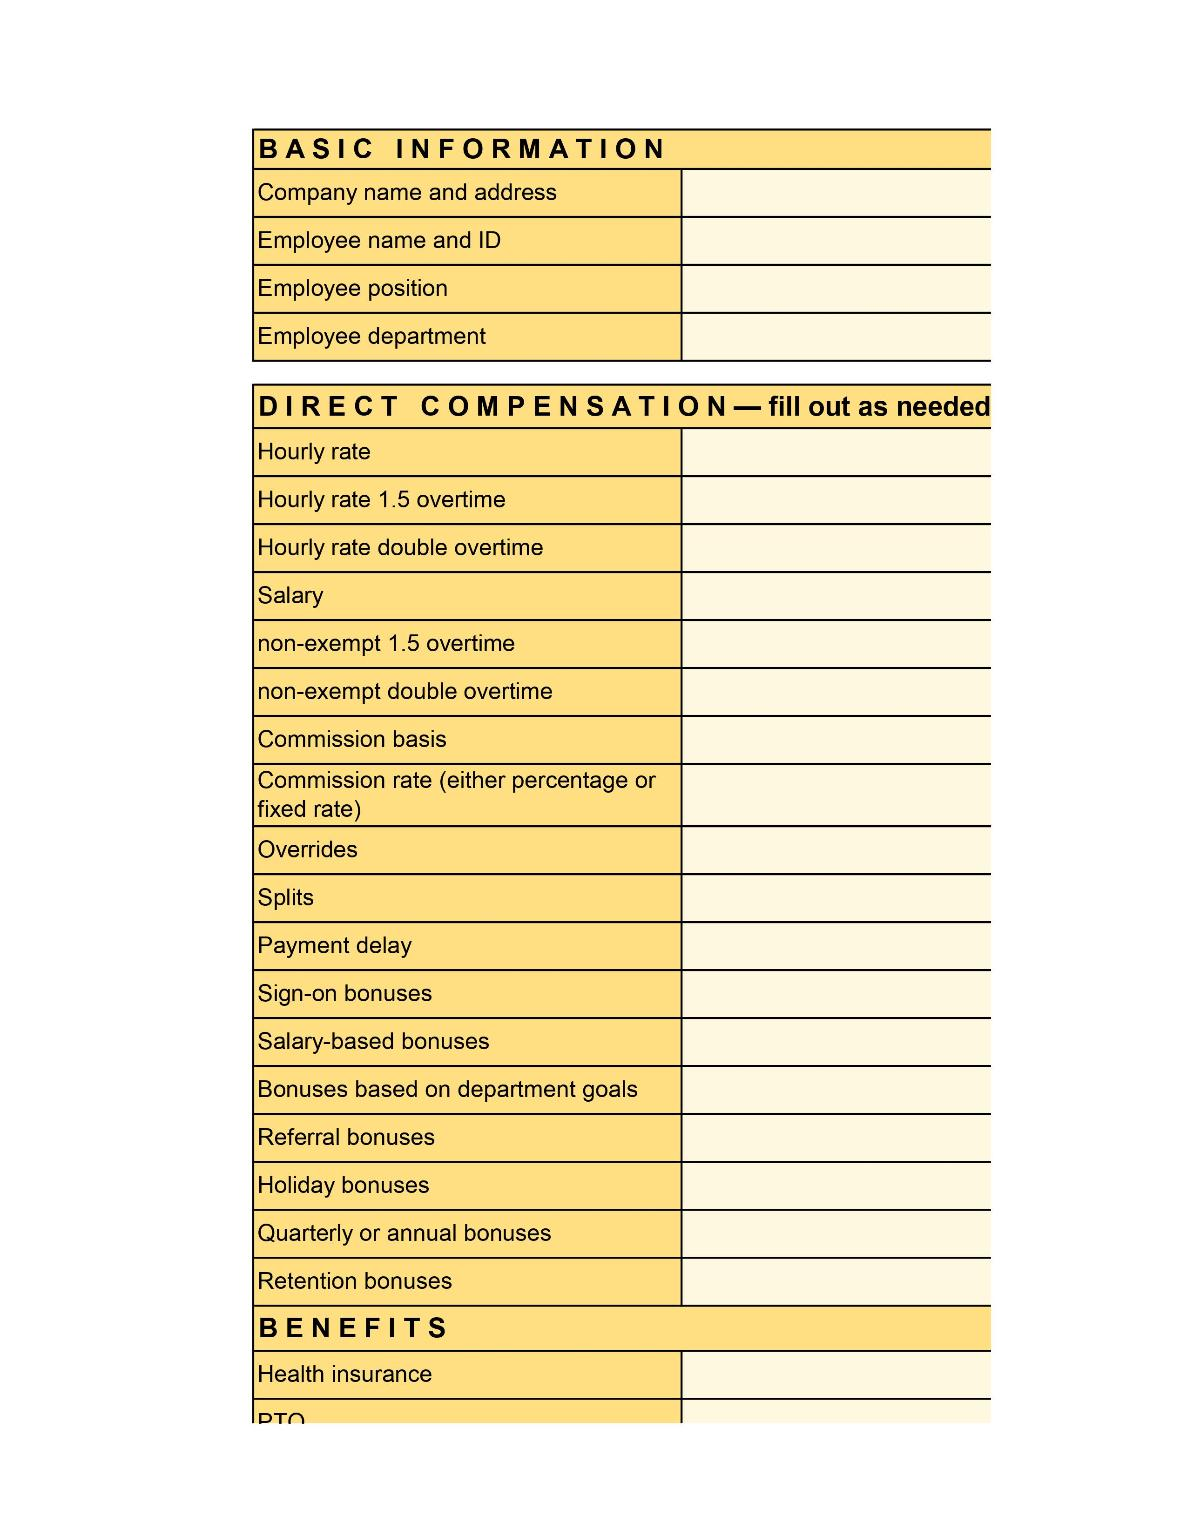 BASIC INFORMATION
Company name and address
Employee name and ID
Employee position
Employee department
DIRECT COMPENSATION — fill out as needed
Hourly rate
Hourly rate 1.5 overtime
Hourly rate double overtime
Salary
non-exempt 1.5 overtime
non-exempt double overtime
Commission basis
Commission rate (either percentage or
fixed rate)
Overrides
Splits
Payment delay
Sign-on bonuses
Salary-based bonuses
Bonuses based on department goals
Referral bonuses
Holiday bonuses
Quarterly or annual bonuses
Retention bonuses
BENEFITS
Health insurance
PTO